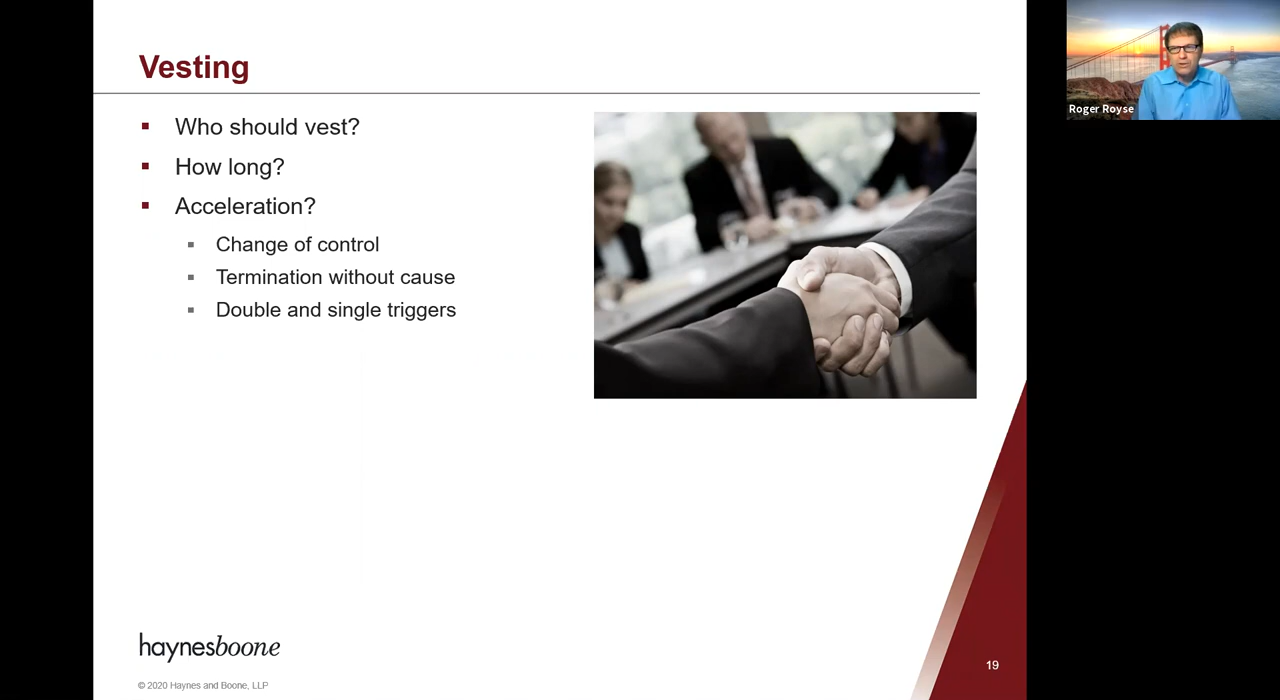 Vesting
Who should vest?
How long?
Acceleration?
Change of control
Termination without cause
Double and single triggers
haynesboone
© 2020 Haynes and Boone, LLP
19
Roger Royse